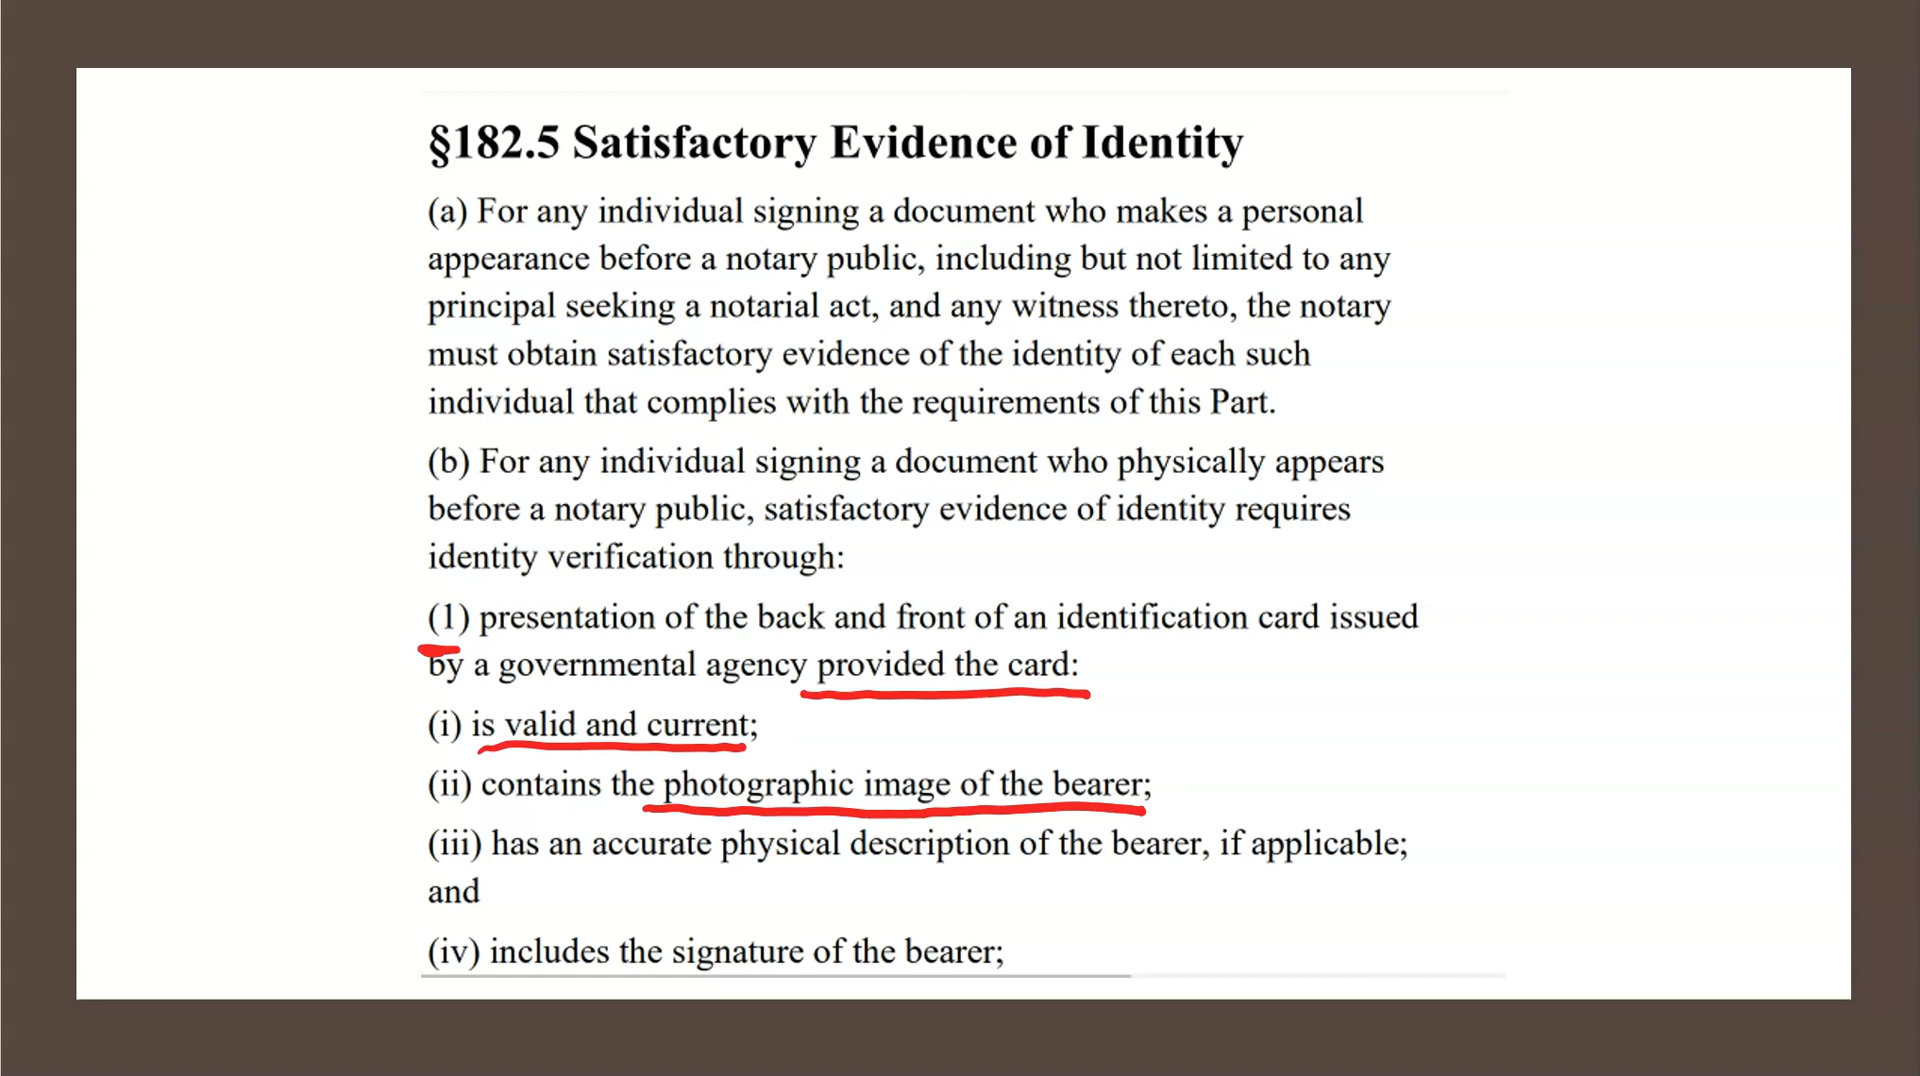 §182.5 Satisfactory Evidence of Identity
(a) For any individual signing a document who makes a personal
appearance before a notary public, including but not limited to any
principal seeking a notarial act, and any witness thereto, the notary
must obtain satisfactory evidence of the identity of each such
individual that complies with the requirements of this Part.
(b) For any individual signing a document who physically appears
before a notary public, satisfactory evidence of identity requires
identity verification through:
(1) presentation of the back and front of an identification card issued
by a governmental agency provided the card:
(i) is valid and current;
(ii) contains the photographic image of the bearer;
(iii) has an accurate physical description of the bearer, if applicable;
and
(iv) includes the signature of the bearer;